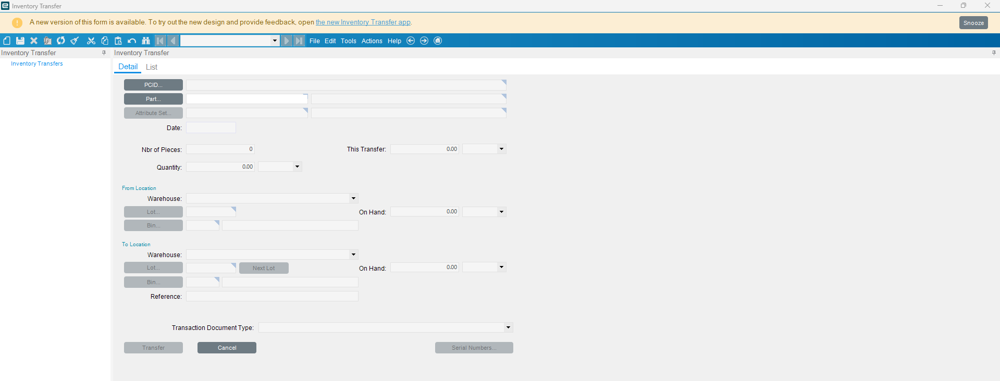 Inventory Transfer
A new version of this form is available. To try out the new design and provide feedback, open the new Inventory Transfer app.
Snooze
File Edit Tools Actions Help
Inventory Transfer
Inventory Transfer
Inventory Transfers
Detail List
PCID...
Part...
Attribute Set...
Date:
Nbr of Pieces: 0 This Transfer: 0.00
Quantity: 0.00
From Location
Warehouse:
Lot... On Hand: 0.00
Bin...
To Location
Warehouse:
Lot... Next Lot On Hand: 0.00
Bin...
Reference:
Transaction Document Type:
Transfer Cancel Serial Numbers...